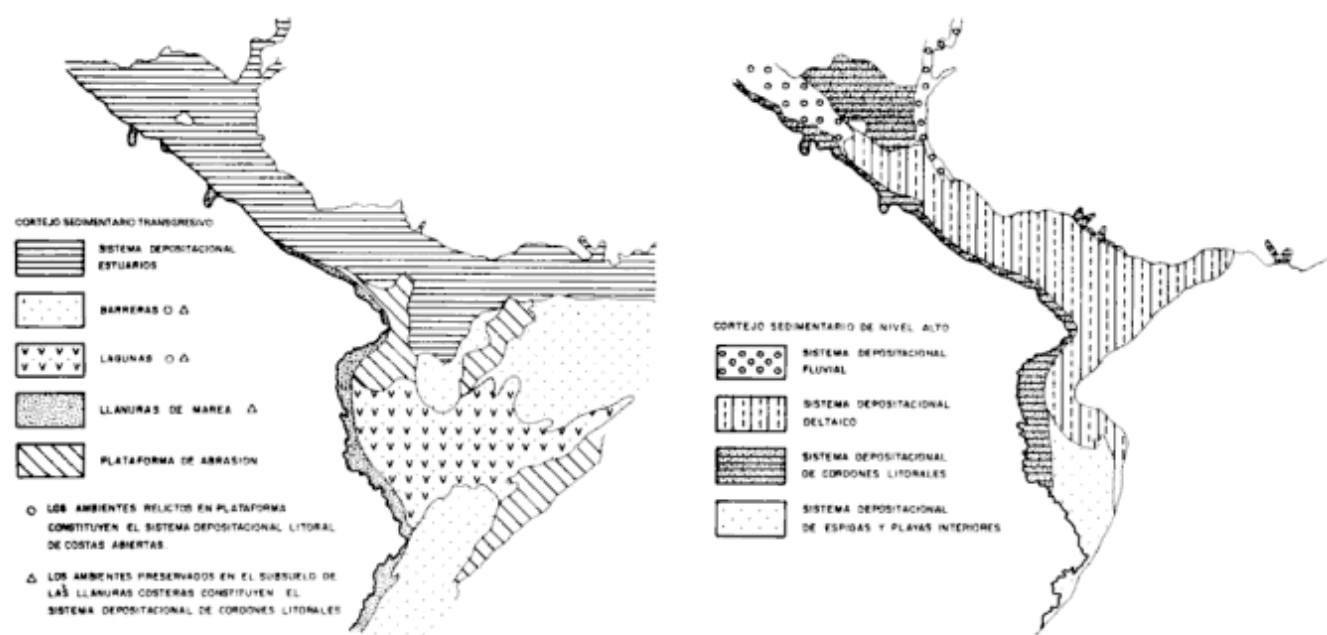 CORTEJO SEDIMENTARIO TRANSGRESIVO
SISTEMA DEPOSITACIONAL
ESTUARIOS
BARRERAS ○ △
LAGUNAS ○ △
LLANURAS DE MAREA △
PLATAFORMA DE ABRASION
○ LOS AMBIENTES RELICTOS EN PLATAFORMA
CONSTITUYEN EL SISTEMA DEPOSITACIONAL LITORAL
DE COSTAS ABIERTAS.
△ LOS AMBIENTES PRESERVADOS EN EL SUBSUELO DE
LAS LLANURAS COSTERAS CONSTITUYEN EL
SISTEMA DEPOSITACIONAL DE CORDONES LITORALES
CORTEJO SEDIMENTARIO DE NIVEL ALTO
SISTEMA DEPOSITACIONAL
FLUVIAL
SISTEMA DEPOSITACIONAL
DELTAICO
SISTEMA DEPOSITACIONAL
DE CORDONES LITORALES
SISTEMA DEPOSITACIONAL
DE ESPIGAS Y PLAYAS INTERIORES